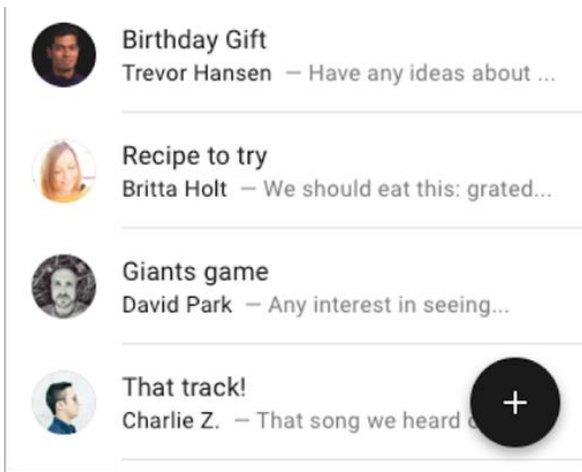 Birthday Gift
Trevor Hansen — Have any ideas about ...
Recipe to try
Britta Holt — We should eat this: grated...
Giants game
David Park — Any interest in seeing...
That track!
Charlie Z. — That song we heard
+